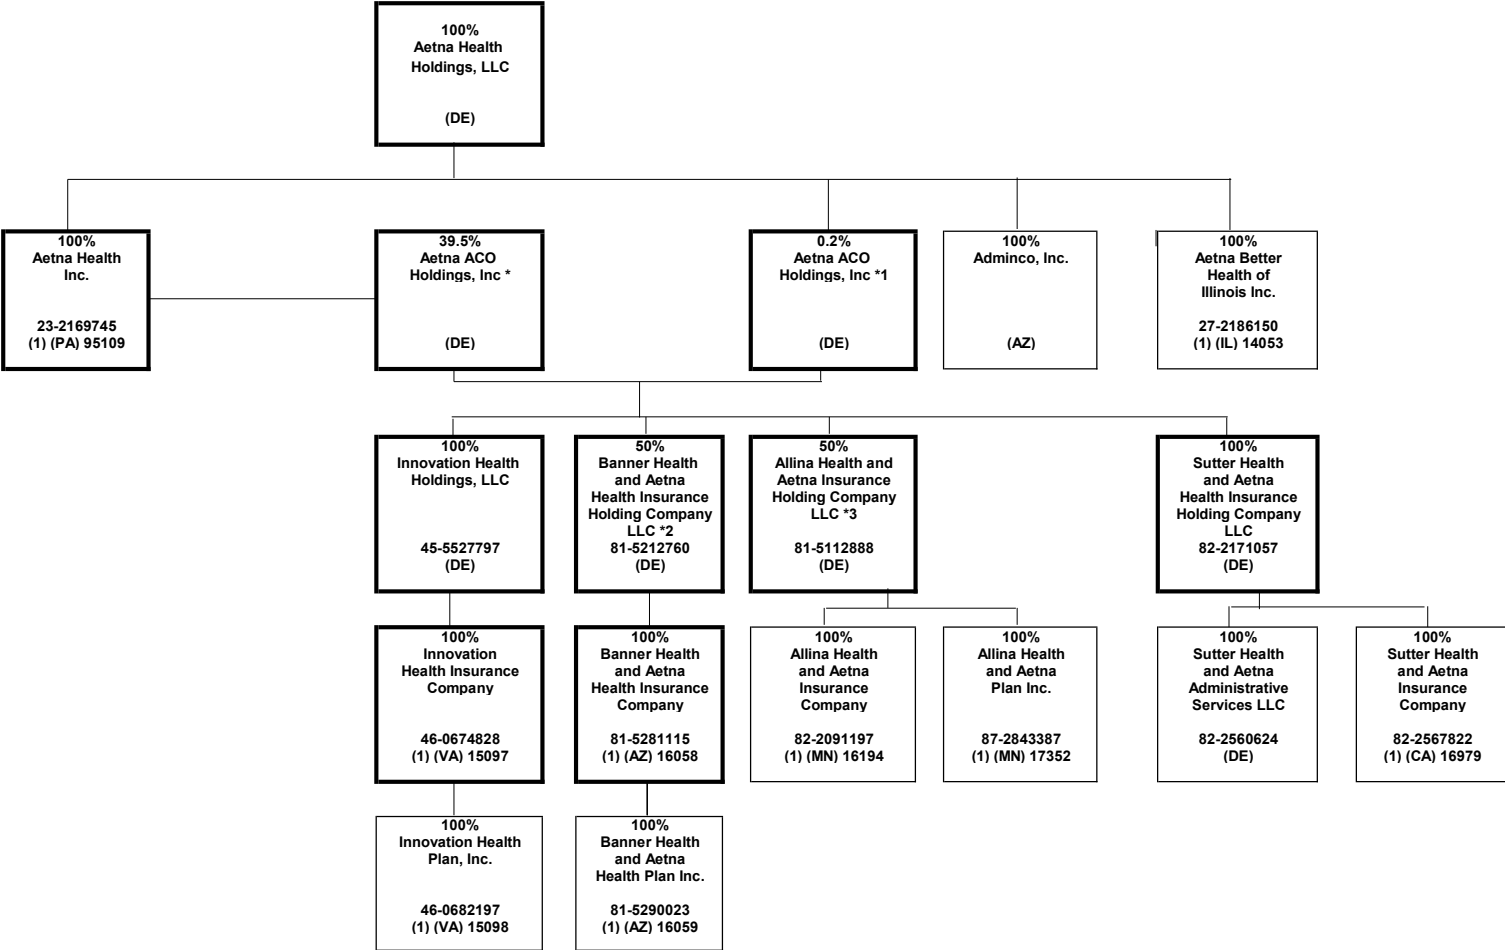 100%
Aetna Health
Holdings, LLC
(DE)
100%
Aetna Health
Inc.
23-2169745
(1) (PA) 95109
39.5%
Aetna ACO
Holdings, Inc *
(DE)
0.2%
Aetna ACO
Holdings, Inc *1
(DE)
100%
Adminco, Inc.
(AZ)
100%
Aetna Better
Health of
Illinois Inc.
27-2186150
(1) (IL) 14053
100%
Innovation Health
Holdings, LLC
45-5527797
(DE)
50%
Banner Health
and Aetna
Health Insurance
Holding Company
LLC *2
81-5212760
(DE)
50%
Allina Health and
Aetna Insurance
Holding Company
LLC *3
81-5112888
(DE)
100%
Sutter Health
and Aetna
Health Insurance
Holding Company
LLC
82-2171057
(DE)
100%
Innovation
Health Insurance
Company
46-0674828
(1) (VA) 15097
100%
Banner Health
and Aetna
Health Insurance
Company
81-5281115
(1) (AZ) 16058
100%
Allina Health
and Aetna
Insurance
Company
82-2091197
(1) (MN) 16194
100%
Allina Health
and Aetna
Plan Inc.
87-2843387
(1) (MN) 17352
100%
Sutter Health
and Aetna
Administrative
Services LLC
82-2560624
(DE)
100%
Sutter Health
and Aetna
Insurance
Company
82-2567822
(1) (CA) 16979
100%
Innovation Health
Plan, Inc.
46-0682197
(1) (VA) 15098
100%
Banner Health
and Aetna
Health Plan Inc.
81-5290023
(1) (AZ) 16059